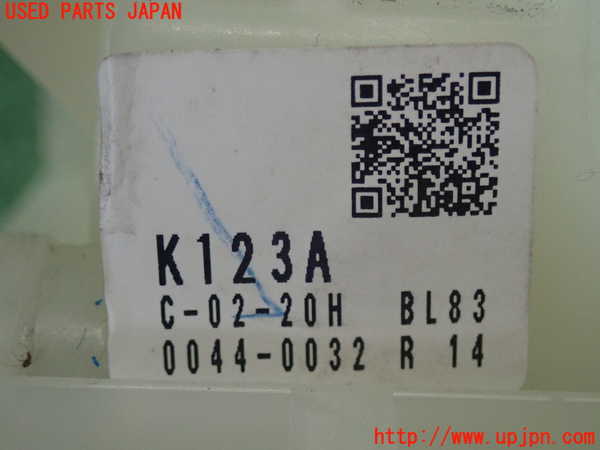 USED PARTS JAPAN
K123A
C-02-20H BL83
0044-0032 R 14
http://www.upjpn.com/